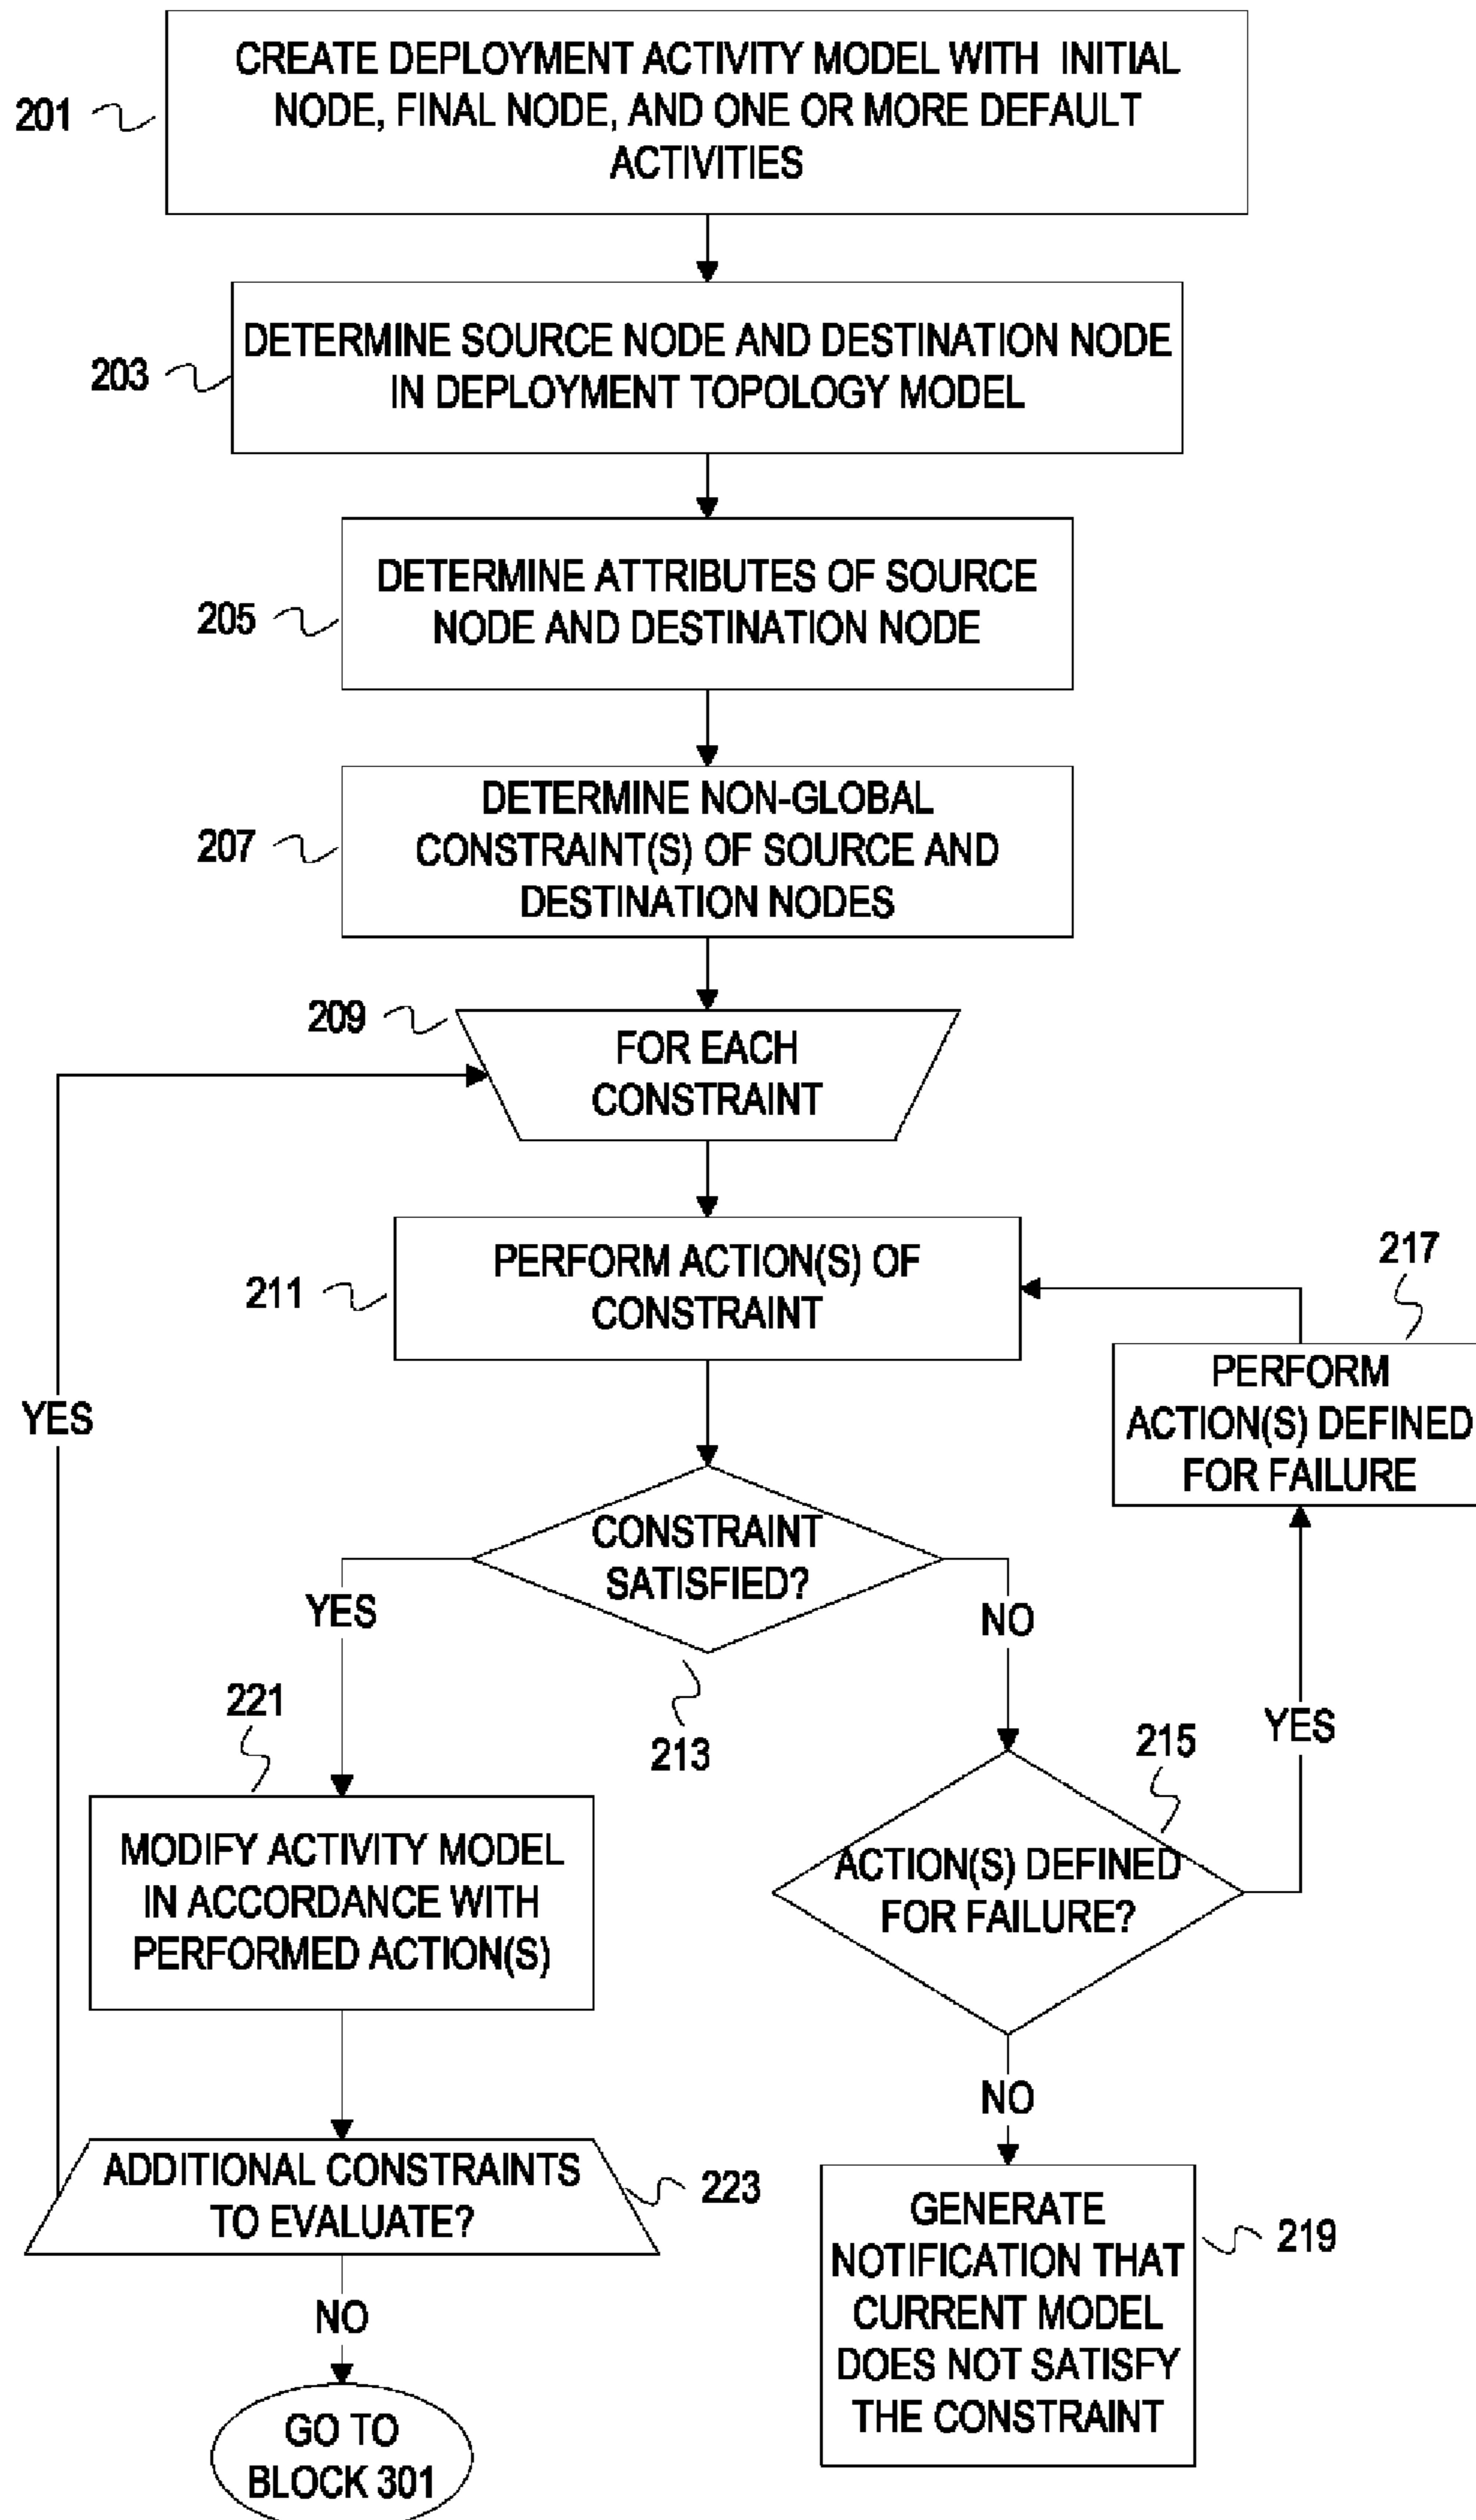 CREATE DEPLOYMENT ACTIVITY MODEL WITH INITIAL
NODE, FINAL NODE, AND ONE OR MORE DEFAULT
ACTIVITIES
201
DETERMINE SOURCE NODE AND DESTINATION NODE
IN DEPLOYMENT TOPOLOGY MODEL
203
DETERMINE ATTRIBUTES OF SOURCE
NODE AND DESTINATION NODE
205
DETERMINE NON-GLOBAL
CONSTRAINT(S) OF SOURCE AND
DESTINATION NODES
207
209
FOR EACH
CONSTRAINT
PERFORM ACTION(S) OF
CONSTRAINT
211
217
PERFORM
ACTION(S) DEFINED
FOR FAILURE
YES
CONSTRAINT
SATISFIED?
YES
NO
213
221
215
YES
MODIFY ACTIVITY MODEL
IN ACCORDANCE WITH
PERFORMED ACTION(S)
ACTION(S) DEFINED
FOR FAILURE?
NO
ADDITIONAL CONSTRAINTS
TO EVALUATE?
223
GENERATE
NOTIFICATION THAT
CURRENT MODEL
DOES NOT SATISFY
THE CONSTRAINT
219
NO
GO TO
BLOCK 301